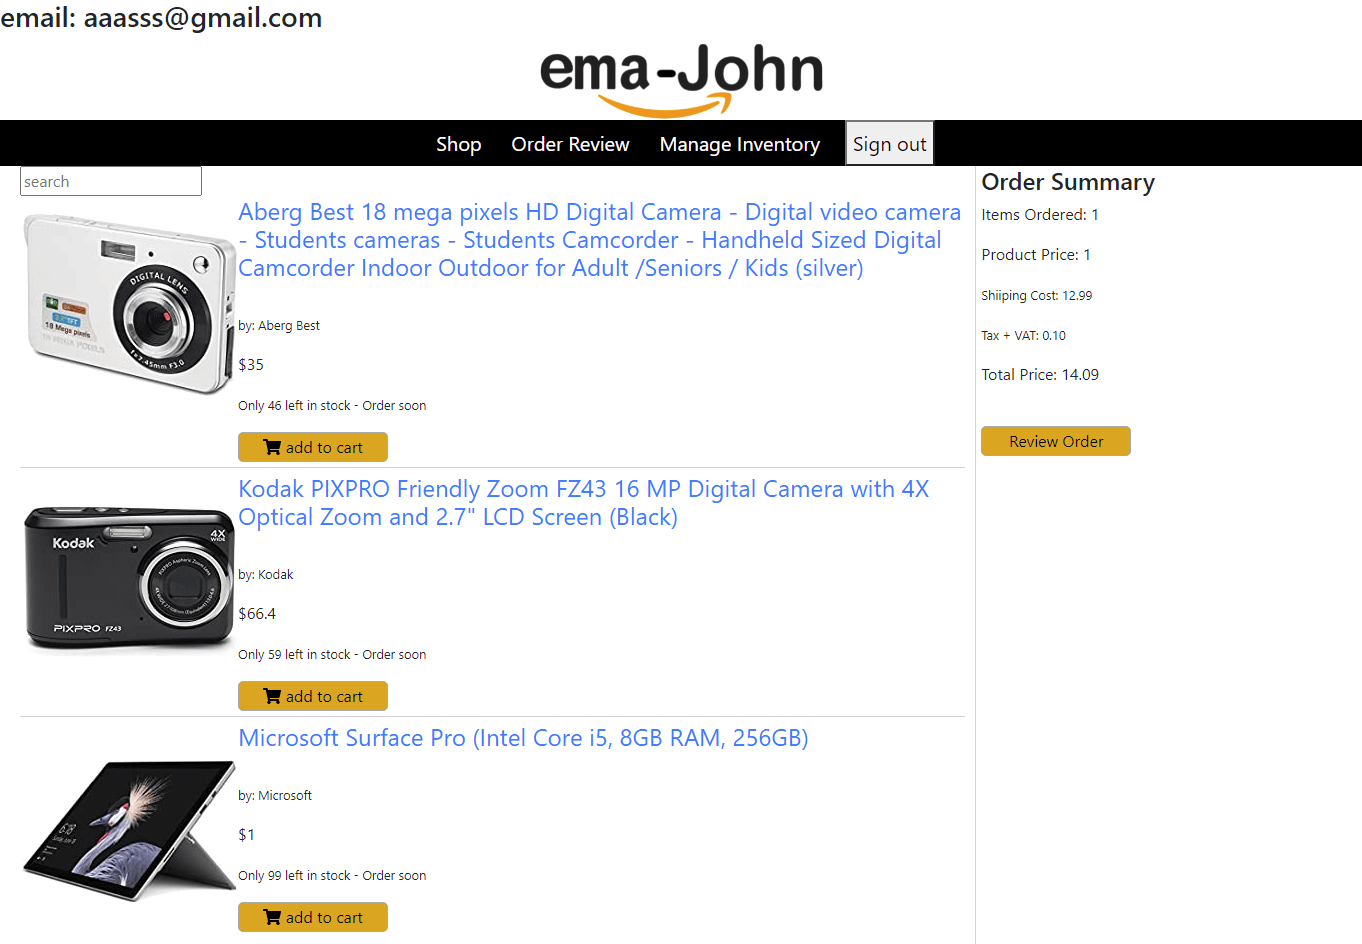 email: aaasss@gmail.com
ema-John
Shop Order Review Manage Inventory Sign out
search
Aberg Best 18 mega pixels HD Digital Camera - Digital video camera
- Students cameras - Students Camcorder - Handheld Sized Digital
Camcorder Indoor Outdoor for Adult /Seniors / Kids (silver)
DIGITAL LENS
18 Mega pixels
f=7.45mm F3.0
by: Aberg Best
$35
Only 46 left in stock - Order soon
add to cart
Kodak PIXPRO Friendly Zoom FZ43 16 MP Digital Camera with 4X
Optical Zoom and 2.7" LCD Screen (Black)
Kodak
4X
WIDE
PIXPRO FZ43
by: Kodak
$66.4
Only 59 left in stock - Order soon
add to cart
Microsoft Surface Pro (Intel Core i5, 8GB RAM, 256GB)
6:18
by: Microsoft
$1
Only 99 left in stock - Order soon
add to cart
Order Summary
Items Ordered: 1
Product Price: 1
Shiiping Cost: 12.99
Tax + VAT: 0.10
Total Price: 14.09
Review Order